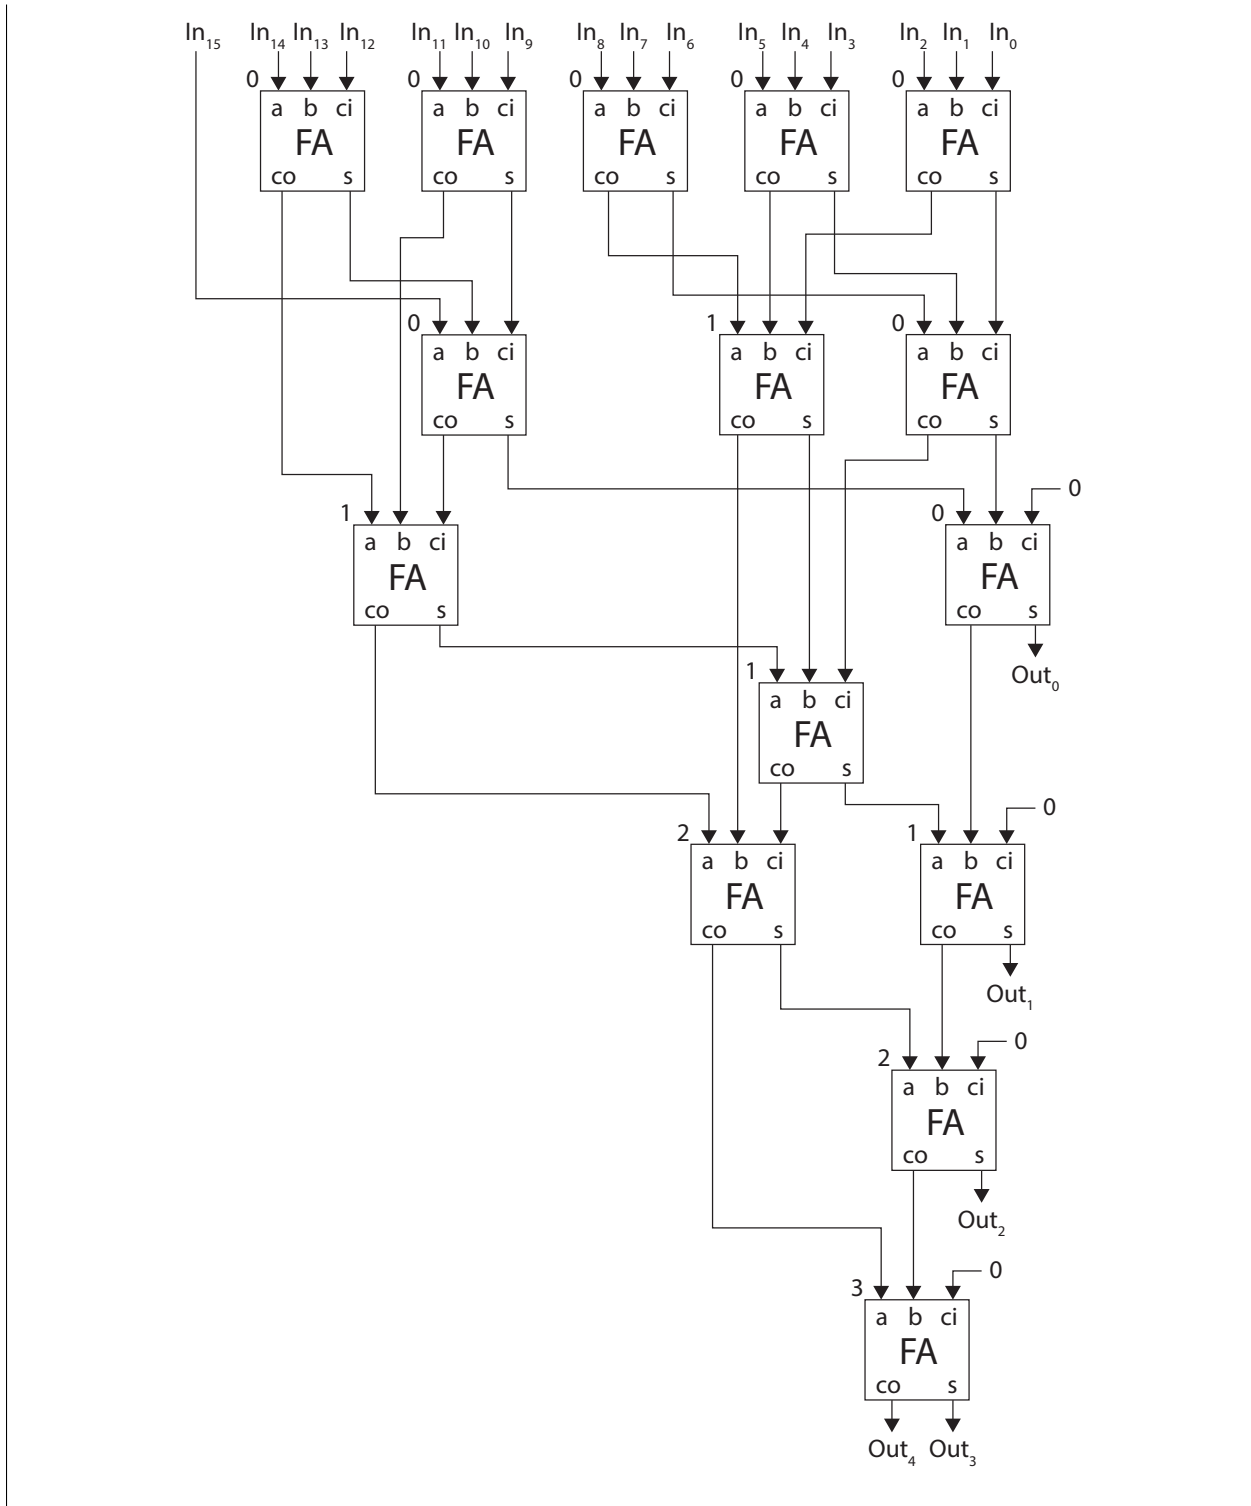 In15 In14 In13 In12 In11 In10 In9 In8 In7 In6 In5 In4 In3 In2 In1 In0
0 0 0 0 0
a b ci a b ci a b ci a b ci a b ci
FA FA FA FA FA
co s co s co s co s co s
0 1 0
a b ci a b ci a b ci
FA FA FA
co s co s co s
0
1 0
a b ci a b ci
FA FA
co s co s
Out0
1
a b ci
FA
co s
0
2 1
a b ci a b ci
FA FA
co s co s
Out1
0
2
a b ci
FA
co s
Out2
0
3
a b ci
FA
co s
Out4 Out3